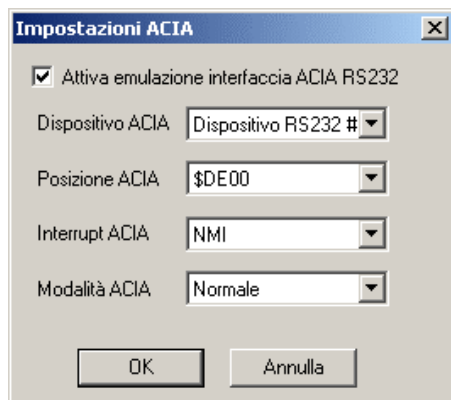 Impostazioni ACIA
Attiva emulazione interfaccia ACIA RS232
Dispositivo ACIA Dispositivo RS232 #
Posizione ACIA $DE00
Interrupt ACIA NMI
Modalità ACIA Normale
OK Annulla